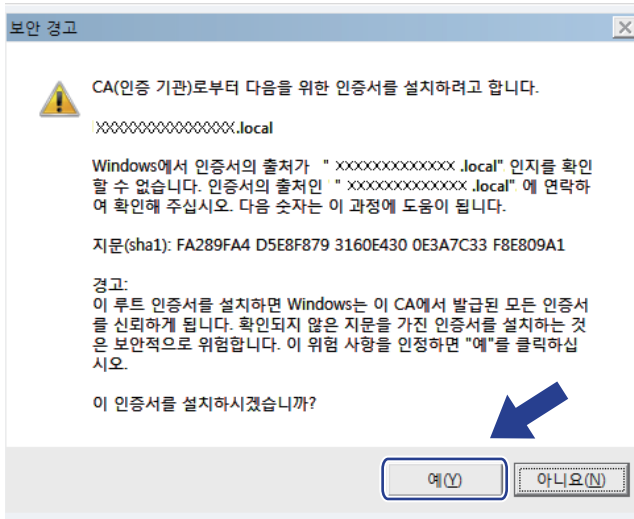 보안 경고
CA(인증 기관)로부터 다음을 위한 인증서를 설치하려고 합니다.
XXXXXXXXXXXXXXX.local
Windows에서 인증서의 출처가 " XXXXXXXXXXXXX .local" 인지를 확인
할 수 없습니다. 인증서의 출처인 " XXXXXXXXXXXXX .local" 에 연락하
여 확인해 주십시오. 다음 숫자는 이 과정에 도움이 됩니다.
지문(sha1): FA289FA4 D5E8F879 3160E430 0E3A7C33 F8E809A1
경고:
이 루트 인증서를 설치하면 Windows는 이 CA에서 발급된 모든 인증서
를 신뢰하게 됩니다. 확인되지 않은 지문을 가진 인증서를 설치하는 것
은 보안적으로 위험합니다. 이 위험 사항을 인정하면 "예"를 클릭하십
시오.
이 인증서를 설치하시겠습니까?
예(Y) 아니요(N)